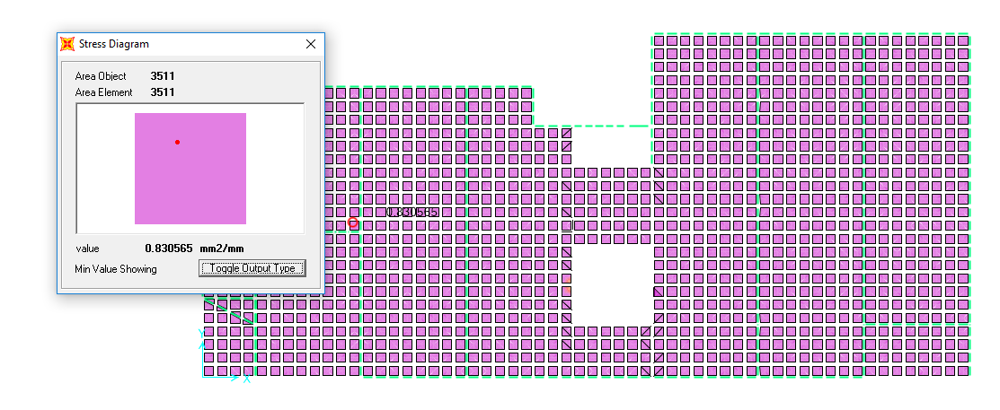 Stress Diagram
Area Object 3511
Area Element 3511
0.830565
value 0.830565 mm2/mm
Min Value Showing Toggle Output Type
Y
X